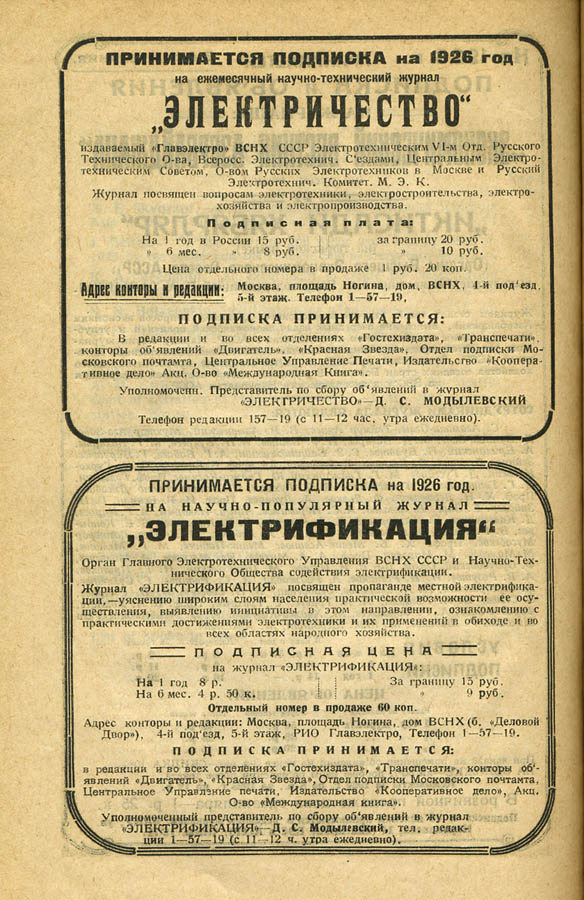 ПРИНИМАЕТСЯ ПОДПИСКА на 1926 год
на ежемесячный научно-технический журнал
„ЭЛЕКТРИЧЕСТВО“
издаваемый «Главэлектро» ВСНХ СССР Электротехническим VI-м Отд. Русского
Технического О-ва, Всеросс. Электротехнич. С'ездами, Центральным Электро-
техническим Советом, О-вом Русских Электротехников в Москве и Русский
Электротехнич. Комитет. М. Э. К.
Журнал посвящен вопросам электротехники, электростроительства, электро-
хозяйства и электропроизводства.
Подписная плата:
На 1 год в России 15 руб. за границу 20 руб.
» 6 мес. » 8 руб. » 10 руб.
Цена отдельного номера в продаже 1 руб. 20 коп.
Адрес конторы и редакции: Москва, площадь Ногина, дом, ВСНХ, 4-й под'езд,
5-й этаж. Телефон 1—57—19,
ПОДПИСКА ПРИНИМАЕТСЯ:
В редакции и во всех отделениях «Гостехиздата», «Транспечати»,
конторы об'явлений «Двигатель», «Красная Звезда», Отдел подписки Мо-
сковского почтамта, Центральное Управление Печати, Издательство «Коопера-
тивное дело» Акц. О-во «Международная Книга».
Уполномоченн. Представитель по сбору об'явлений в журнал
«ЭЛЕКТРИЧЕСТВО»—Д. С. МОДЫЛЕВСКИЙ
Телефон редакции 157—19 (с 11—12 час, утра ежедневно).
ПРИНИМАЕТСЯ ПОДПИСКА на 1926 год.
НА НАУЧНО-ПОПУЛЯРНЫЙ ЖУРНАЛ
„ЭЛЕКТРИФИКАЦИЯ“
Орган Главного Электротехнического Управления ВСНХ СССР и Научно-Тех-
нического Общества содействия электрификации.
Журнал «ЭЛЕКТРИФИКАЦИЯ» посвящен пропаганде местной электрифика-
ции,—уяснению широким слоям населения практической возможности ее осу-
ществления, выявлению инициативы в этом направлении, ознакомлению с
практическими достижениями электротехники и их применений в обиходе и во
всех областях народного хозяйства.
ПОДПИСНАЯ ЦЕНА
на журнал «ЭЛЕКТРИФИКАЦИЯ»:
На 1 год 8 р. За границу 15 руб.
На 6 мес. 4 р. 50 к. » 9 руб.
Отдельный номер в продаже 60 коп.
Адрес конторы и редакции: Москва, площадь Ногина, дом ВСНХ (б. «Деловой
Двор»), 4-й под'езд, 5-й этаж, РИО Главэлектро, Телефон 1—57—19.
ПОДПИСКА ПРИНИМАЕТСЯ:
в редакции и во всех отделениях «Гостехиздата», «Транспечати», конторы об'-
явлений «Двигатель», «Красная Звезда», Отдел подписки Московского почтамта,
Центральное Управление печати, Издательство «Кооперативное дело», Акц.
О-во «Международная книга».
Уполномоченный представитель по сбору об'явлений в журнал
«ЭЛЕКТРИФИКАЦИЯ»—Д. С. Модылевский, тел. редак-
ции 1—57—19 (с 11—12 ч. утра ежедневно).